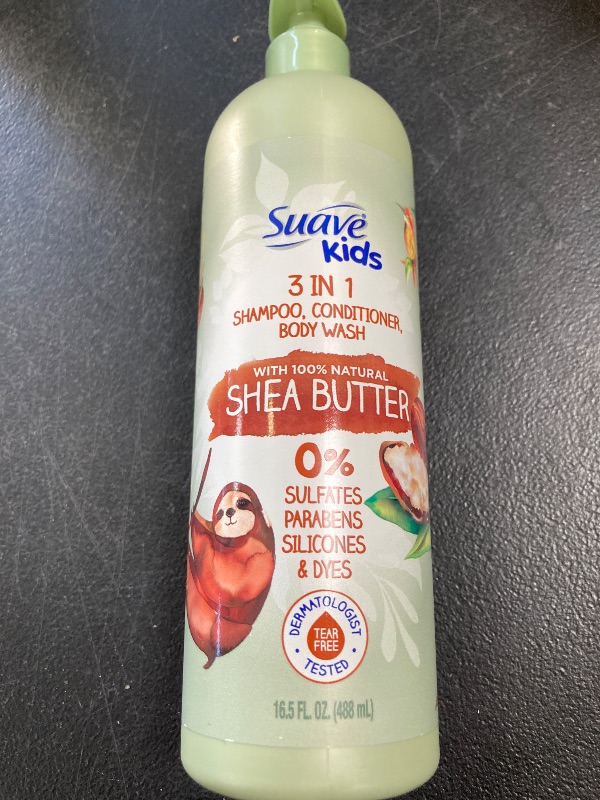 Suave®
Kids
3 IN 1
SHAMPOO, CONDITIONER,
BODY WASH
WITH 100% NATURAL
SHEA BUTTER
0%
SULFATES
PARABENS
SILICONES
& DYES
DERMATOLOGIST
TEAR
FREE
• TESTED •
16.5 FL. OZ. (488 mL)